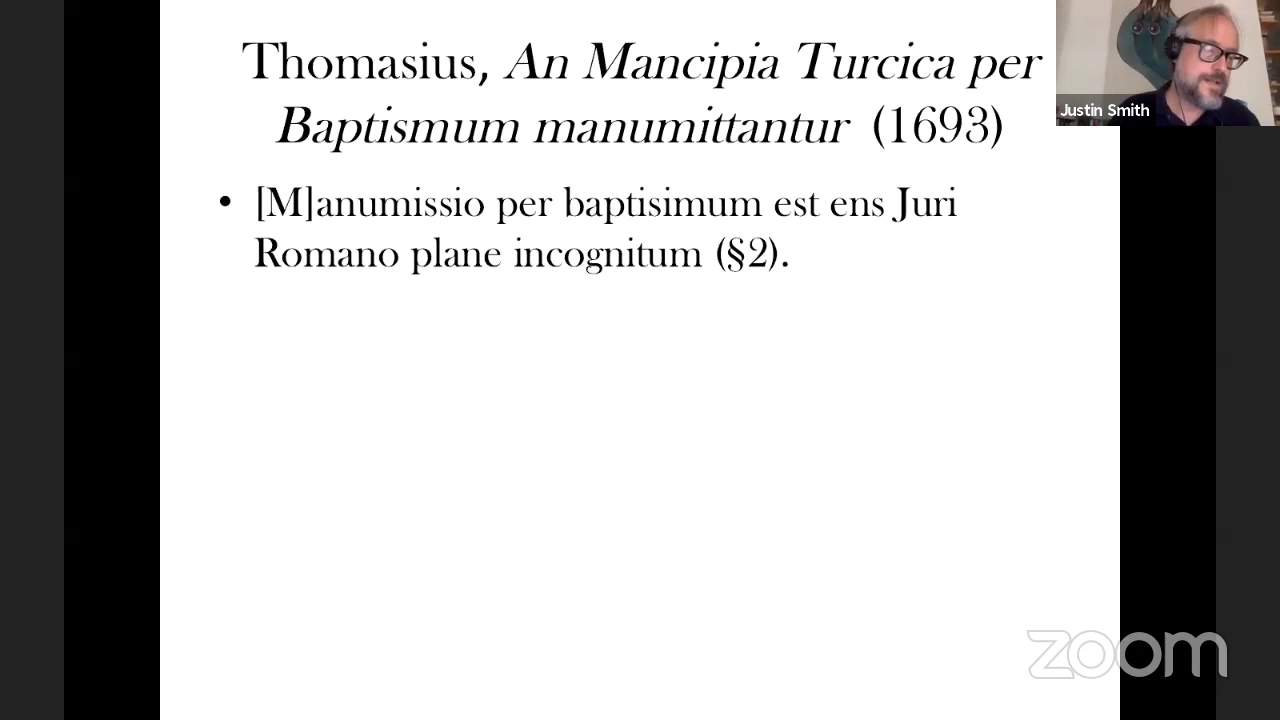 Thomasius, An Mancipia Turcica per
Baptismum manumittantur (1693)
• [M]anumissio per baptisimum est ens Juri
Romano plane incognitum (§2).
Justin Smith
zoom